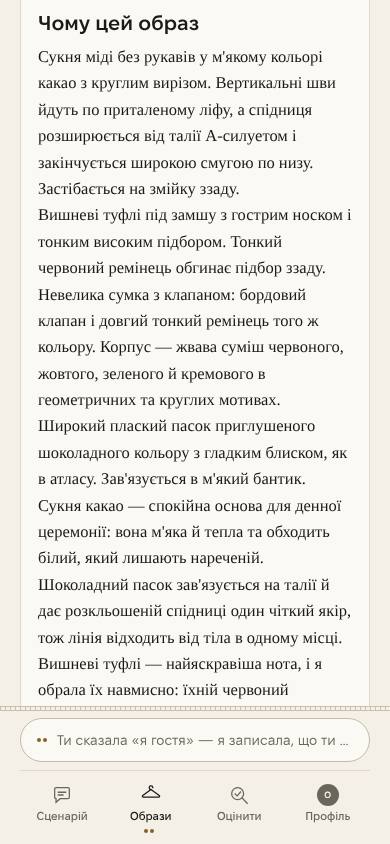 Чому цей образ
Сукня міді без рукавів у м'якому кольорі
какао з круглим вирізом. Вертикальні шви
йдуть по приталеному ліфу, а спідниця
розширюється від талії А-силуетом і
закінчується широкою смугою по низу.
Застібається на змійку ззаду.
Вишневі туфлі під замшу з гострим носком і
тонким високим підбором. Тонкий
червоний ремінець обгинає підбор ззаду.
Невелика сумка з клапаном: бордовий
клапан і довгий тонкий ремінець того ж
кольору. Корпус — жвава суміш червоного,
жовтого, зеленого й кремового в
геометричних та круглих мотивах.
Широкий плаский пасок приглушеного
шоколадного кольору з гладким блиском, як
в атласу. Зав'язується в м'який бантик.
Сукня какао — спокійна основа для денної
церемонії: вона м'яка й тепла та обходить
білий, який лишають нареченій.
Шоколадний пасок зав'язується на талії й
дає розкльошеній спідниці один чіткий якір,
тож лінія відходить від тіла в одному місці.
Вишневі туфлі — найяскравіша нота, і я
обрала їх навмисно: їхній червоний
Ти сказала «я гостя» — я записала, що ти ...
Сценарій
Образи
Оцінити
О
Профіль